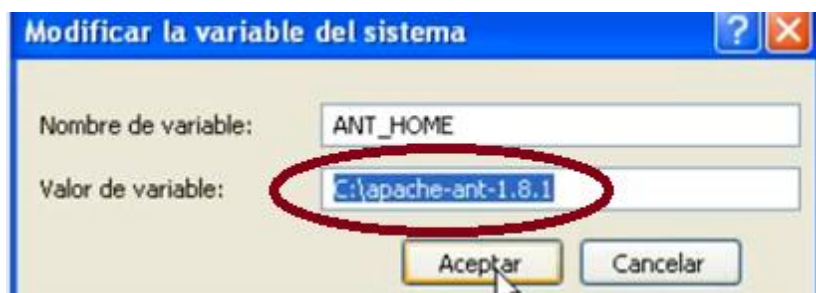 Modificar la variable del sistema
Nombre de variable: ANT_HOME
Valor de variable: C:\apache-ant-1.8.1
Aceptar Cancelar